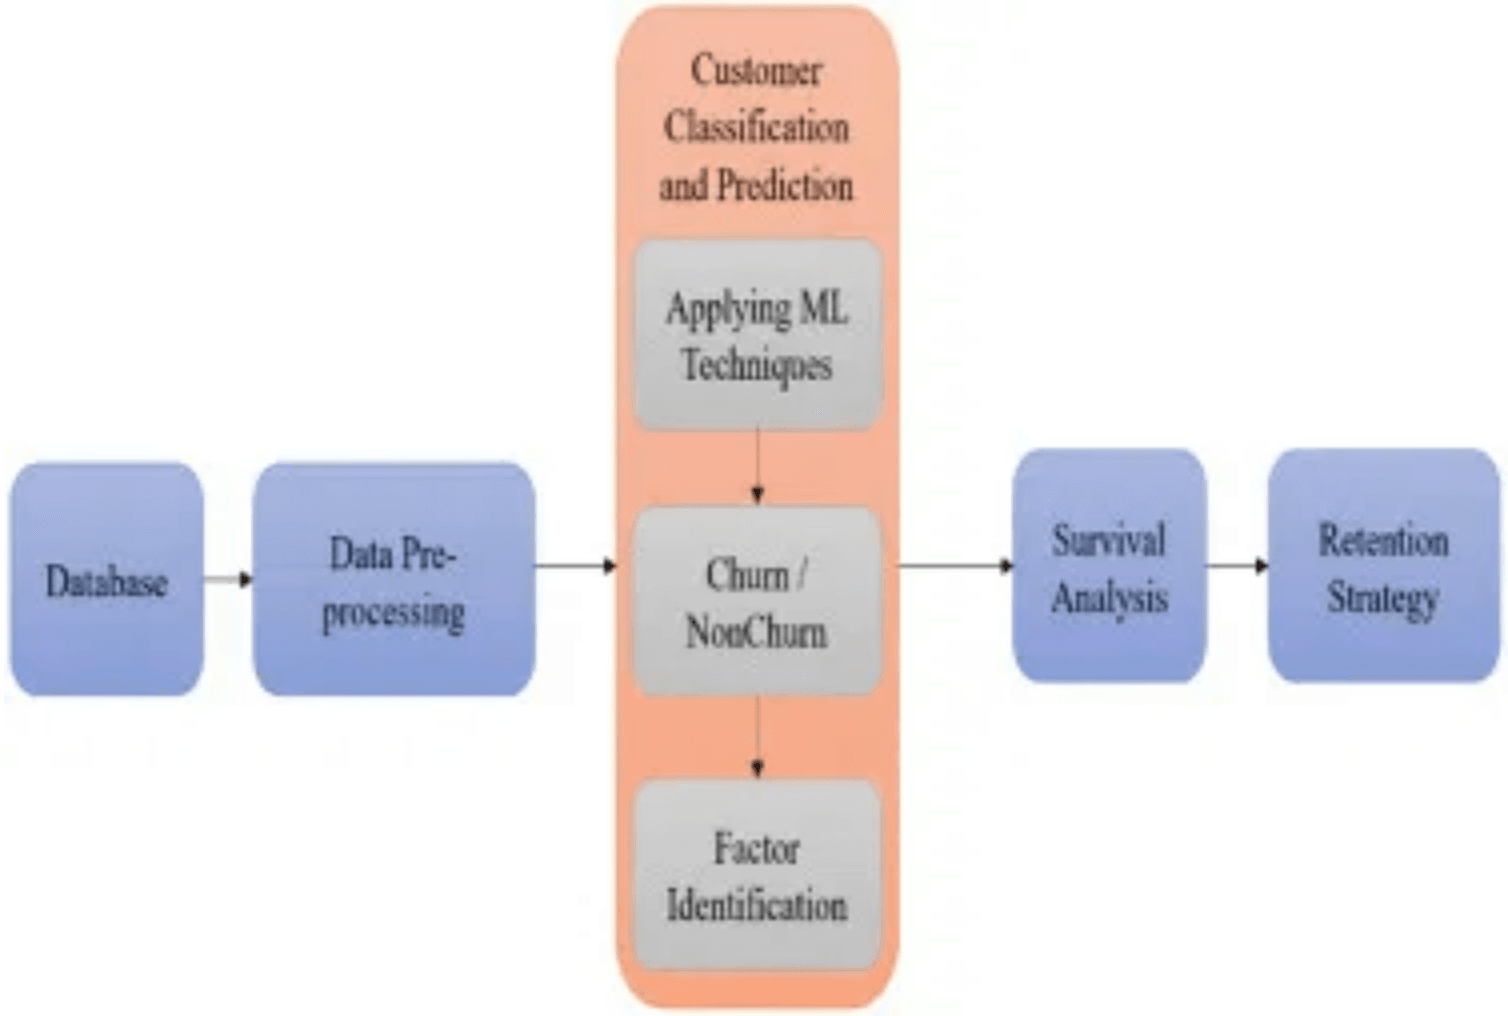 Database
Data Pre-
processing
Customer
Classification
and Prediction
Applying ML
Techniques
Churn /
NonChurn
Factor
Identification
Survival
Analysis
Retention
Strategy